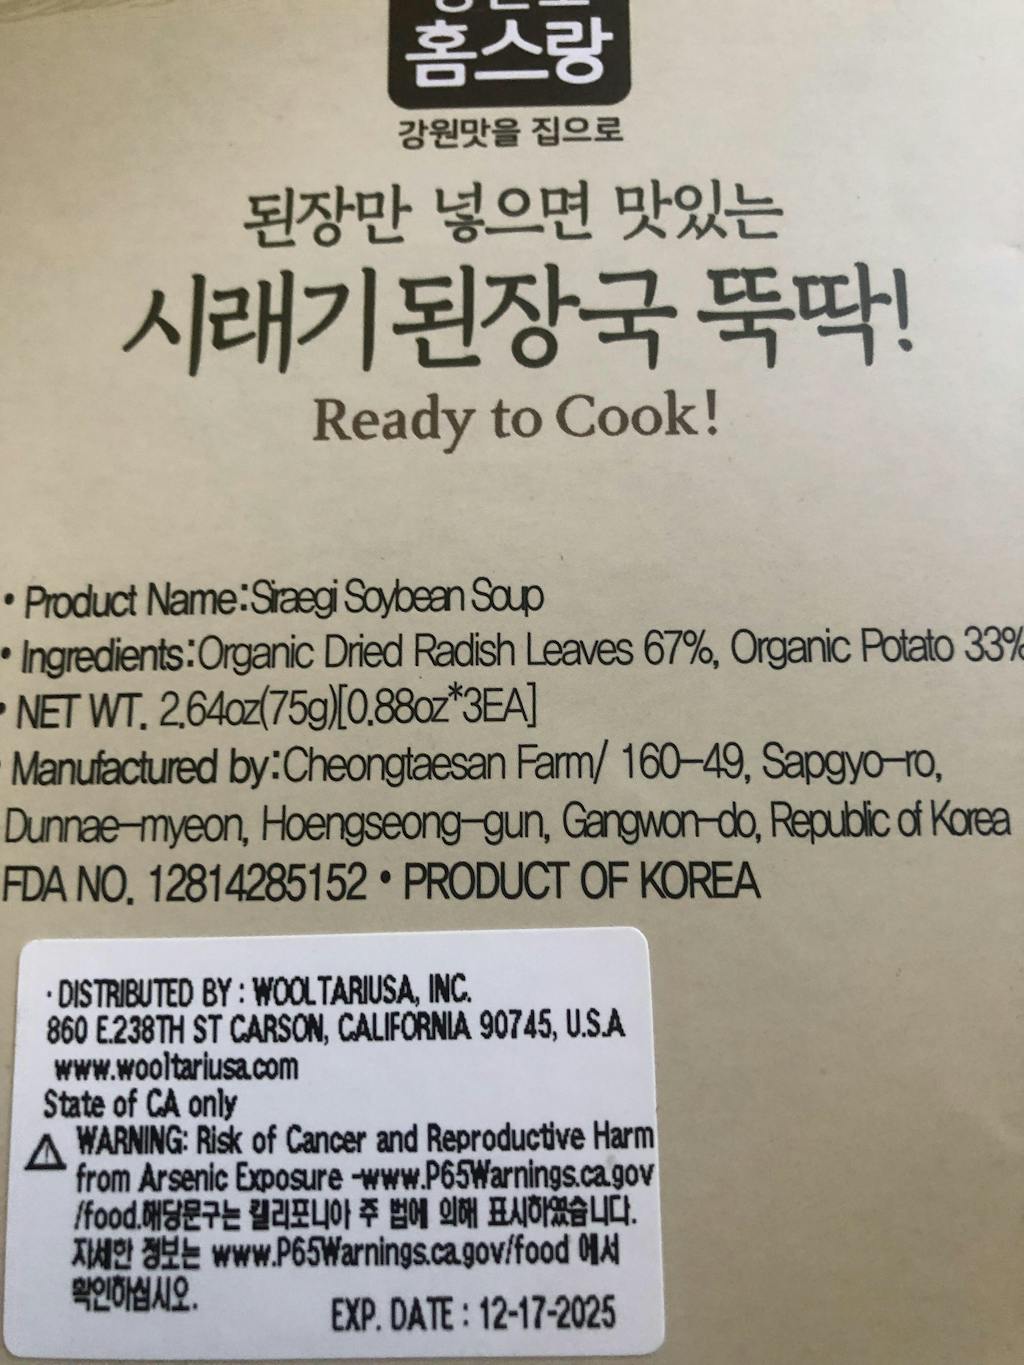 홈스랑
강원맛을 집으로
된장만 넣으면 맛있는
시래기된장국 뚝딱!
Ready to Cook!
• Product Name:Siraegi Soybean Soup
• Ingredients:Organic Dried Radish Leaves 67%, Organic Potato 33%
• NET WT. 2.64oz(75g)[0.88oz*3EA]
• Manufactured by:Cheongtaesan Farm/ 160-49, Sapgyo-ro,
Dunnae-myeon, Hoengseong-gun, Gangwon-do, Republic of Korea
FDA NO. 12814285152 • PRODUCT OF KOREA
· DISTRIBUTED BY : WOOLTARIUSA, INC.
860 E.238TH ST CARSON, CALIFORNIA 90745, U.S.A
www.wooltariusa.com
State of CA only
⚠ WARNING: Risk of Cancer and Reproductive Harm
from Arsenic Exposure -www.P65Warnings.ca.gov
/food.해당문구는 캘리포니아 주 법에 의해 표시하였습니다.
자세한 정보는 www.P65Warnings.ca.gov/food 에서
확인하십시오.
EXP. DATE : 12-17-2025